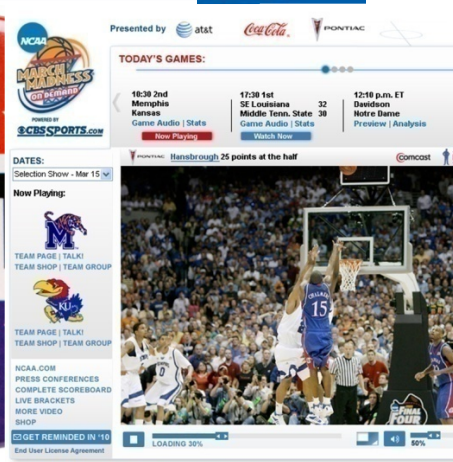 Presented by at&t Coca-Cola PONTIAC
NCAA
MARCH
MADNESS
ON DEMAND
POWERED BY
CBSSPORTS.COM
TODAY'S GAMES:
10:30 2nd
Memphis
Kansas
Game Audio | Stats
Now Playing
17:30 1st
SE Louisiana 32
Middle Tenn. State 30
Game Audio | Stats
Watch Now
12:10 p.m. ET
Davidson
Notre Dame
Preview | Analysis
DATES:
Selection Show - Mar 15
Now Playing:
M
TEAM PAGE | TALK!
TEAM SHOP | TEAM GROUP
KU
TEAM PAGE | TALK!
TEAM SHOP | TEAM GROUP
NCAA.COM
PRESS CONFERENCES
COMPLETE SCOREBOARD
LIVE BRACKETS
MORE VIDEO
SHOP
GET REMINDED IN '10
End User License Agreement
PONTIAC Hansbrough 25 points at the half comcast
CHALMERS
15
0
FINAL
FOUR
LOADING 30%
50%